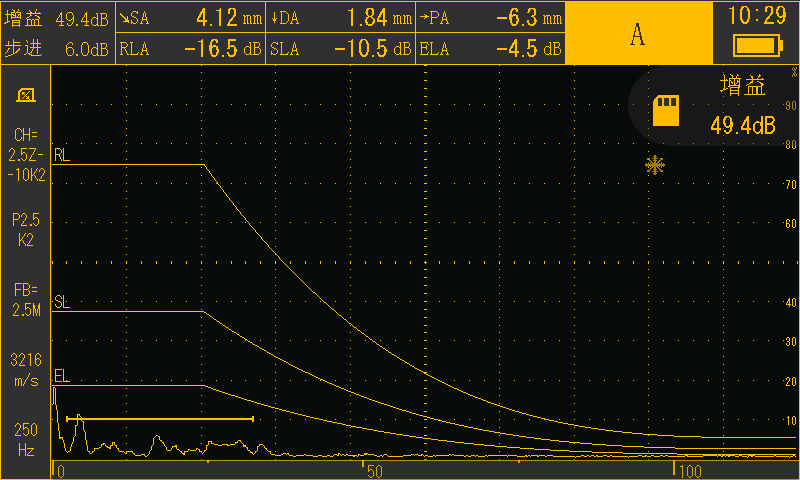 增益 49.4dB ↘SA 4.12 mm ↓DA 1.84 mm →PA -6.3 mm A 10:29
步进 6.0dB RLA -16.5 dB SLA -10.5 dB ELA -4.5 dB
%
增益
49.4dB
90
80
70
60
50
40
30
20
10
CH=
2.5Z-
-10K2
P2.5
K2
FB=
2.5M
3216
m/s
250
Hz
RL
SL
EL
0 50 100